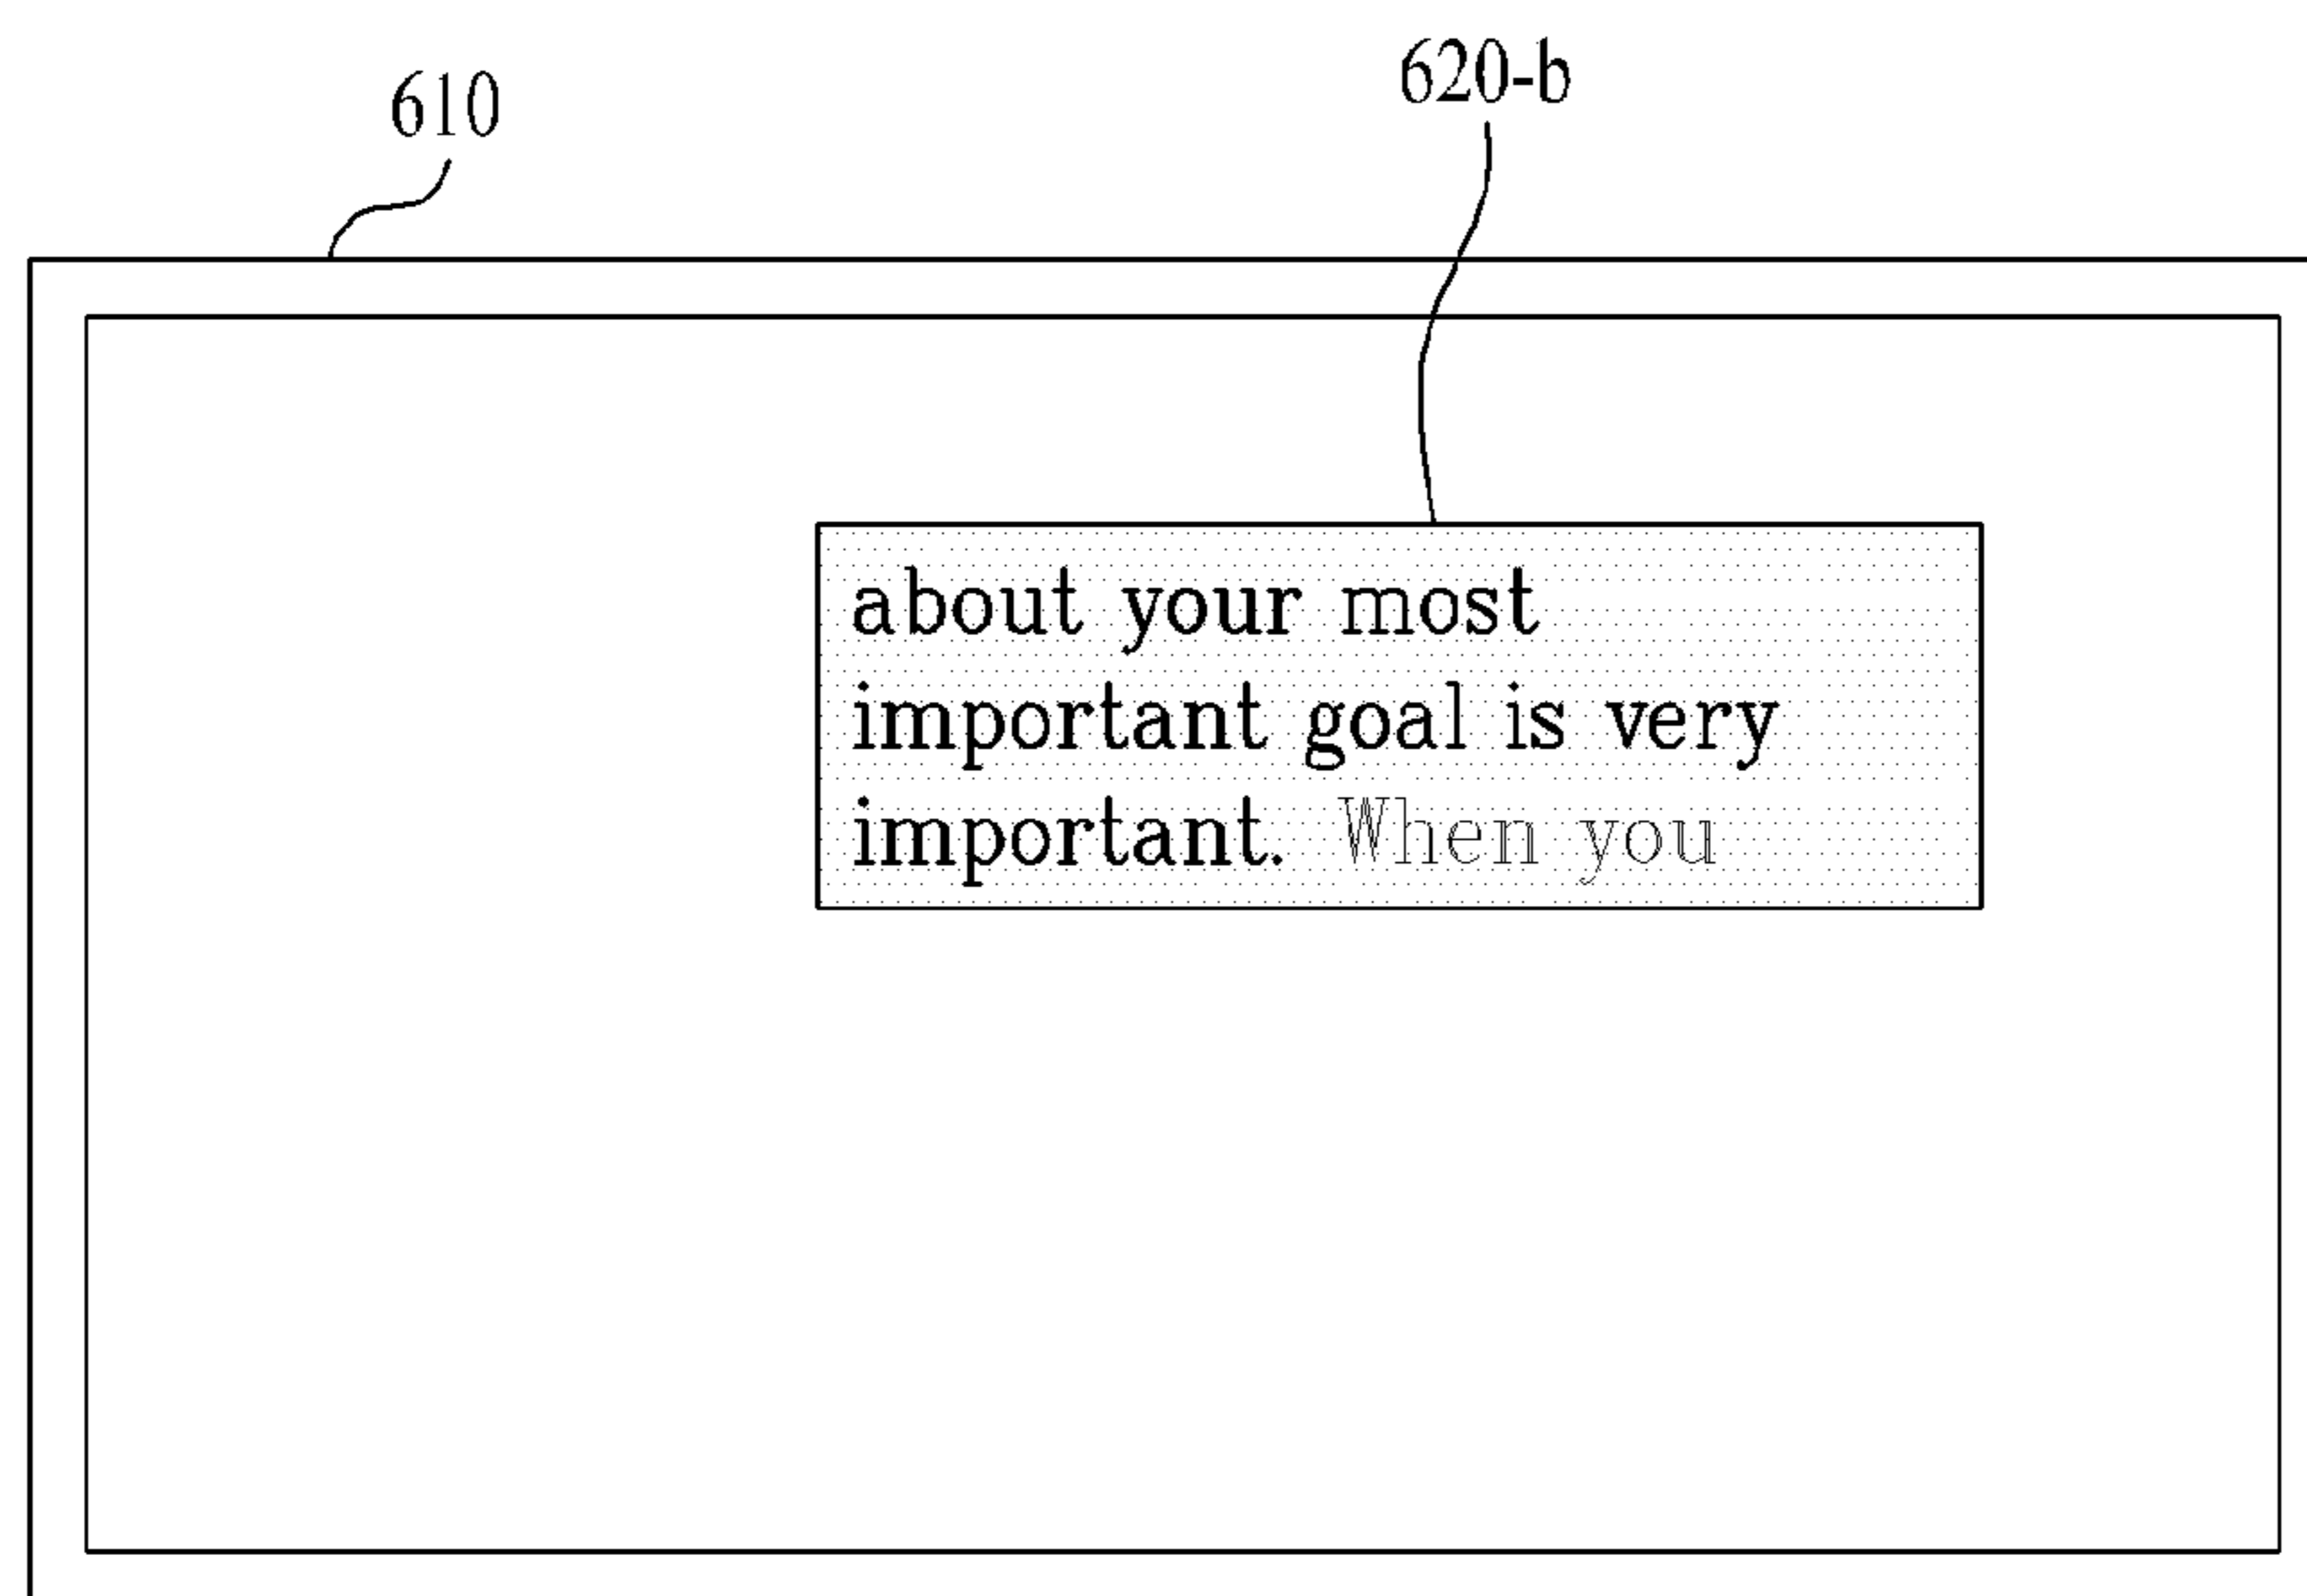 610
620-b
about your most
important goal is very
important. When you